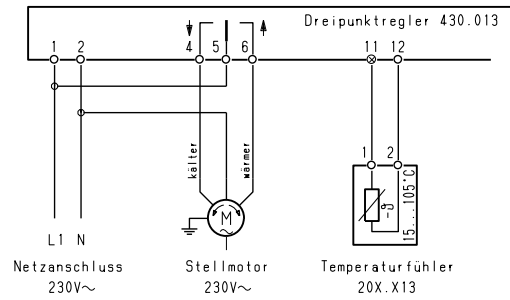 Dreipunktregler 430.013
1 2 4 5 6 11 12
kälter
wärmer
1 2
M
-ϑ
15...105°C
L1 N
Netzanschluss
230V~
Stellmotor
230V~
Temperaturfühler
20X.X13